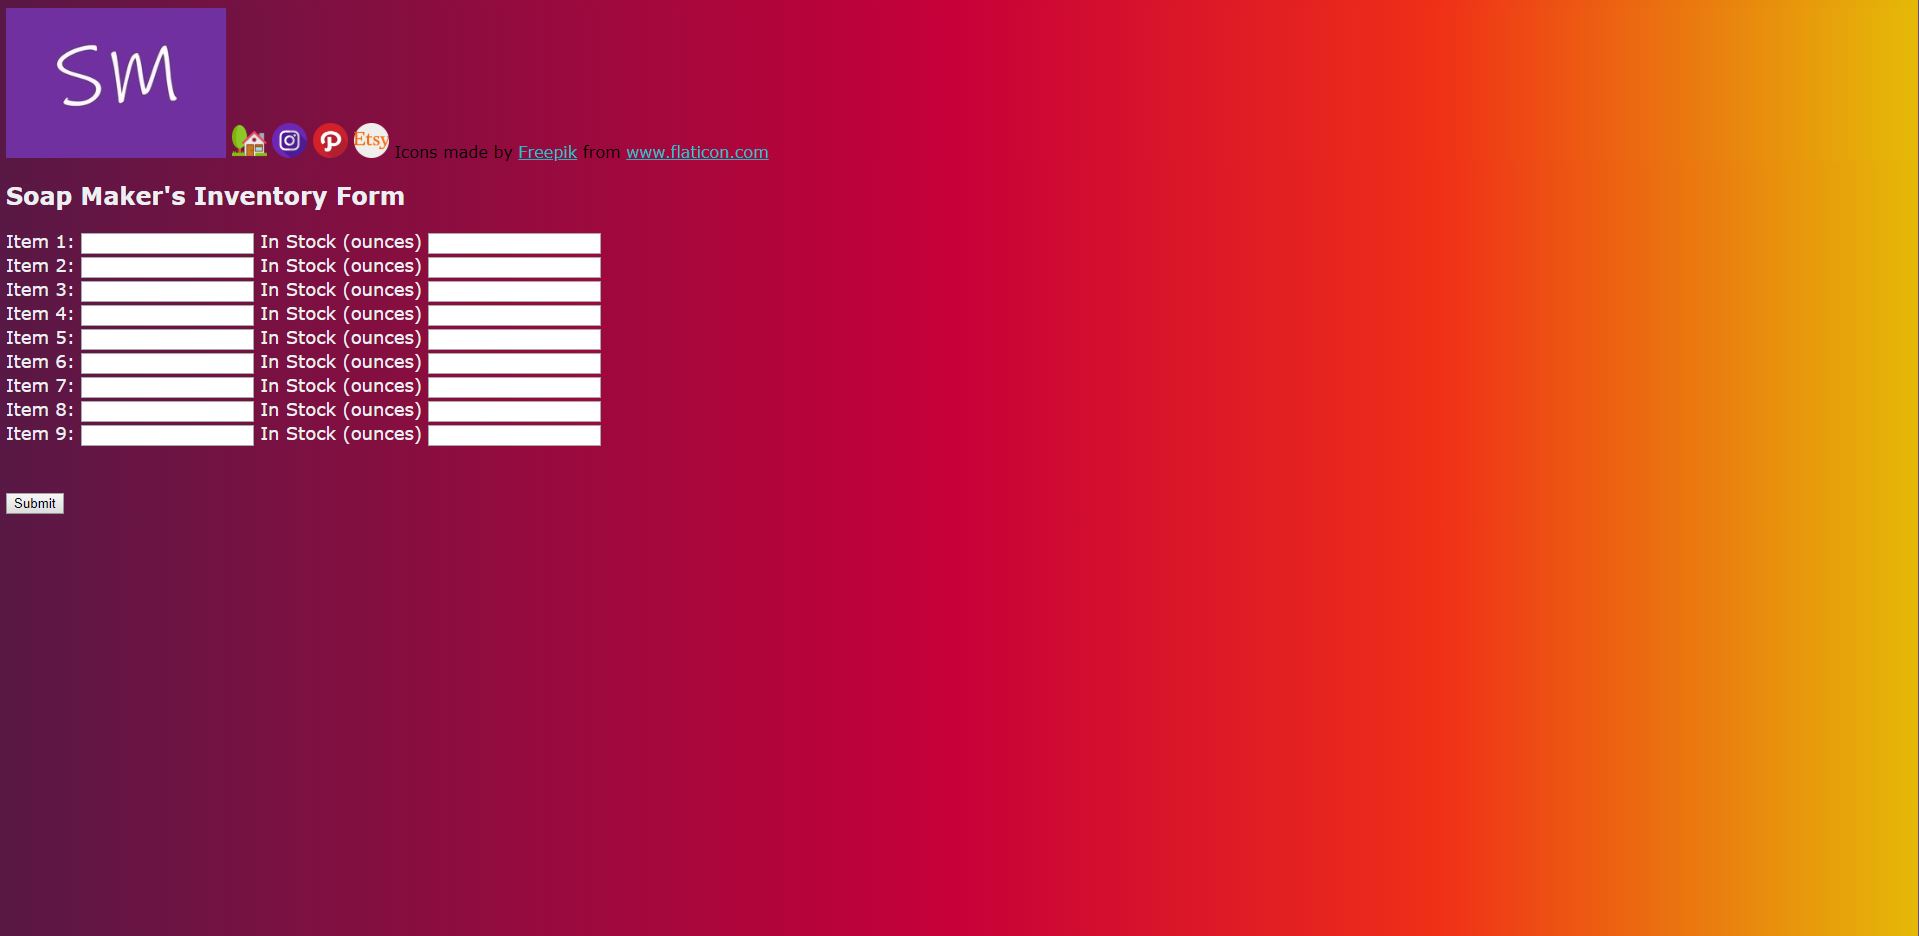 SM
Etsy Icons made by Freepik from www.flaticon.com
Soap Maker's Inventory Form
Item 1: In Stock (ounces)
Item 2: In Stock (ounces)
Item 3: In Stock (ounces)
Item 4: In Stock (ounces)
Item 5: In Stock (ounces)
Item 6: In Stock (ounces)
Item 7: In Stock (ounces)
Item 8: In Stock (ounces)
Item 9: In Stock (ounces)
Submit